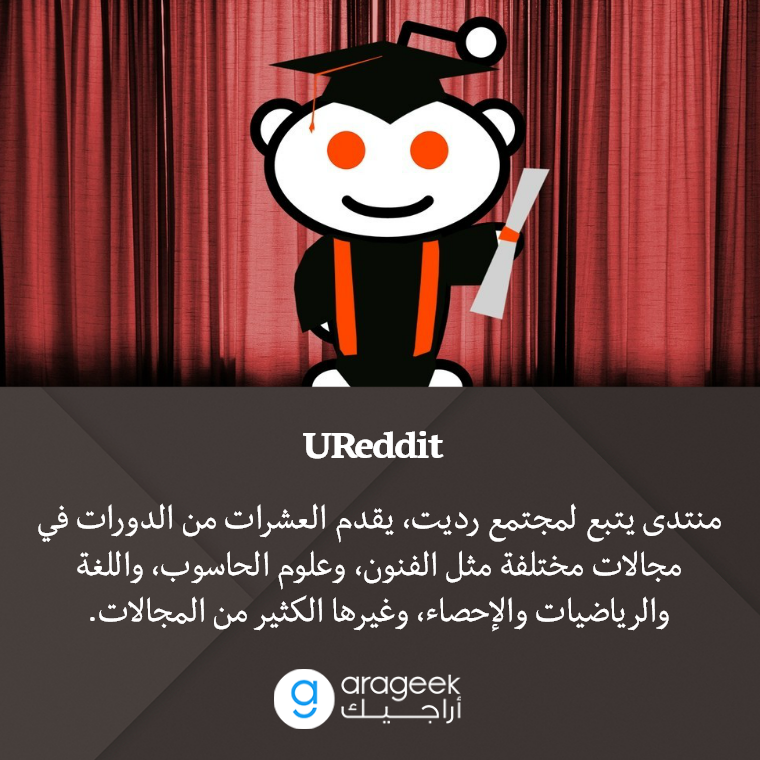 UReddit
منتدى يتبع لمجتمع رديت، يقدم العشرات من الدورات في
مجالات مختلفة مثل الفنون، وعلوم الحاسوب، واللغة
والرياضيات والإحصاء، وغيرها الكثير من المجالات.
arageek
أراجيـــك